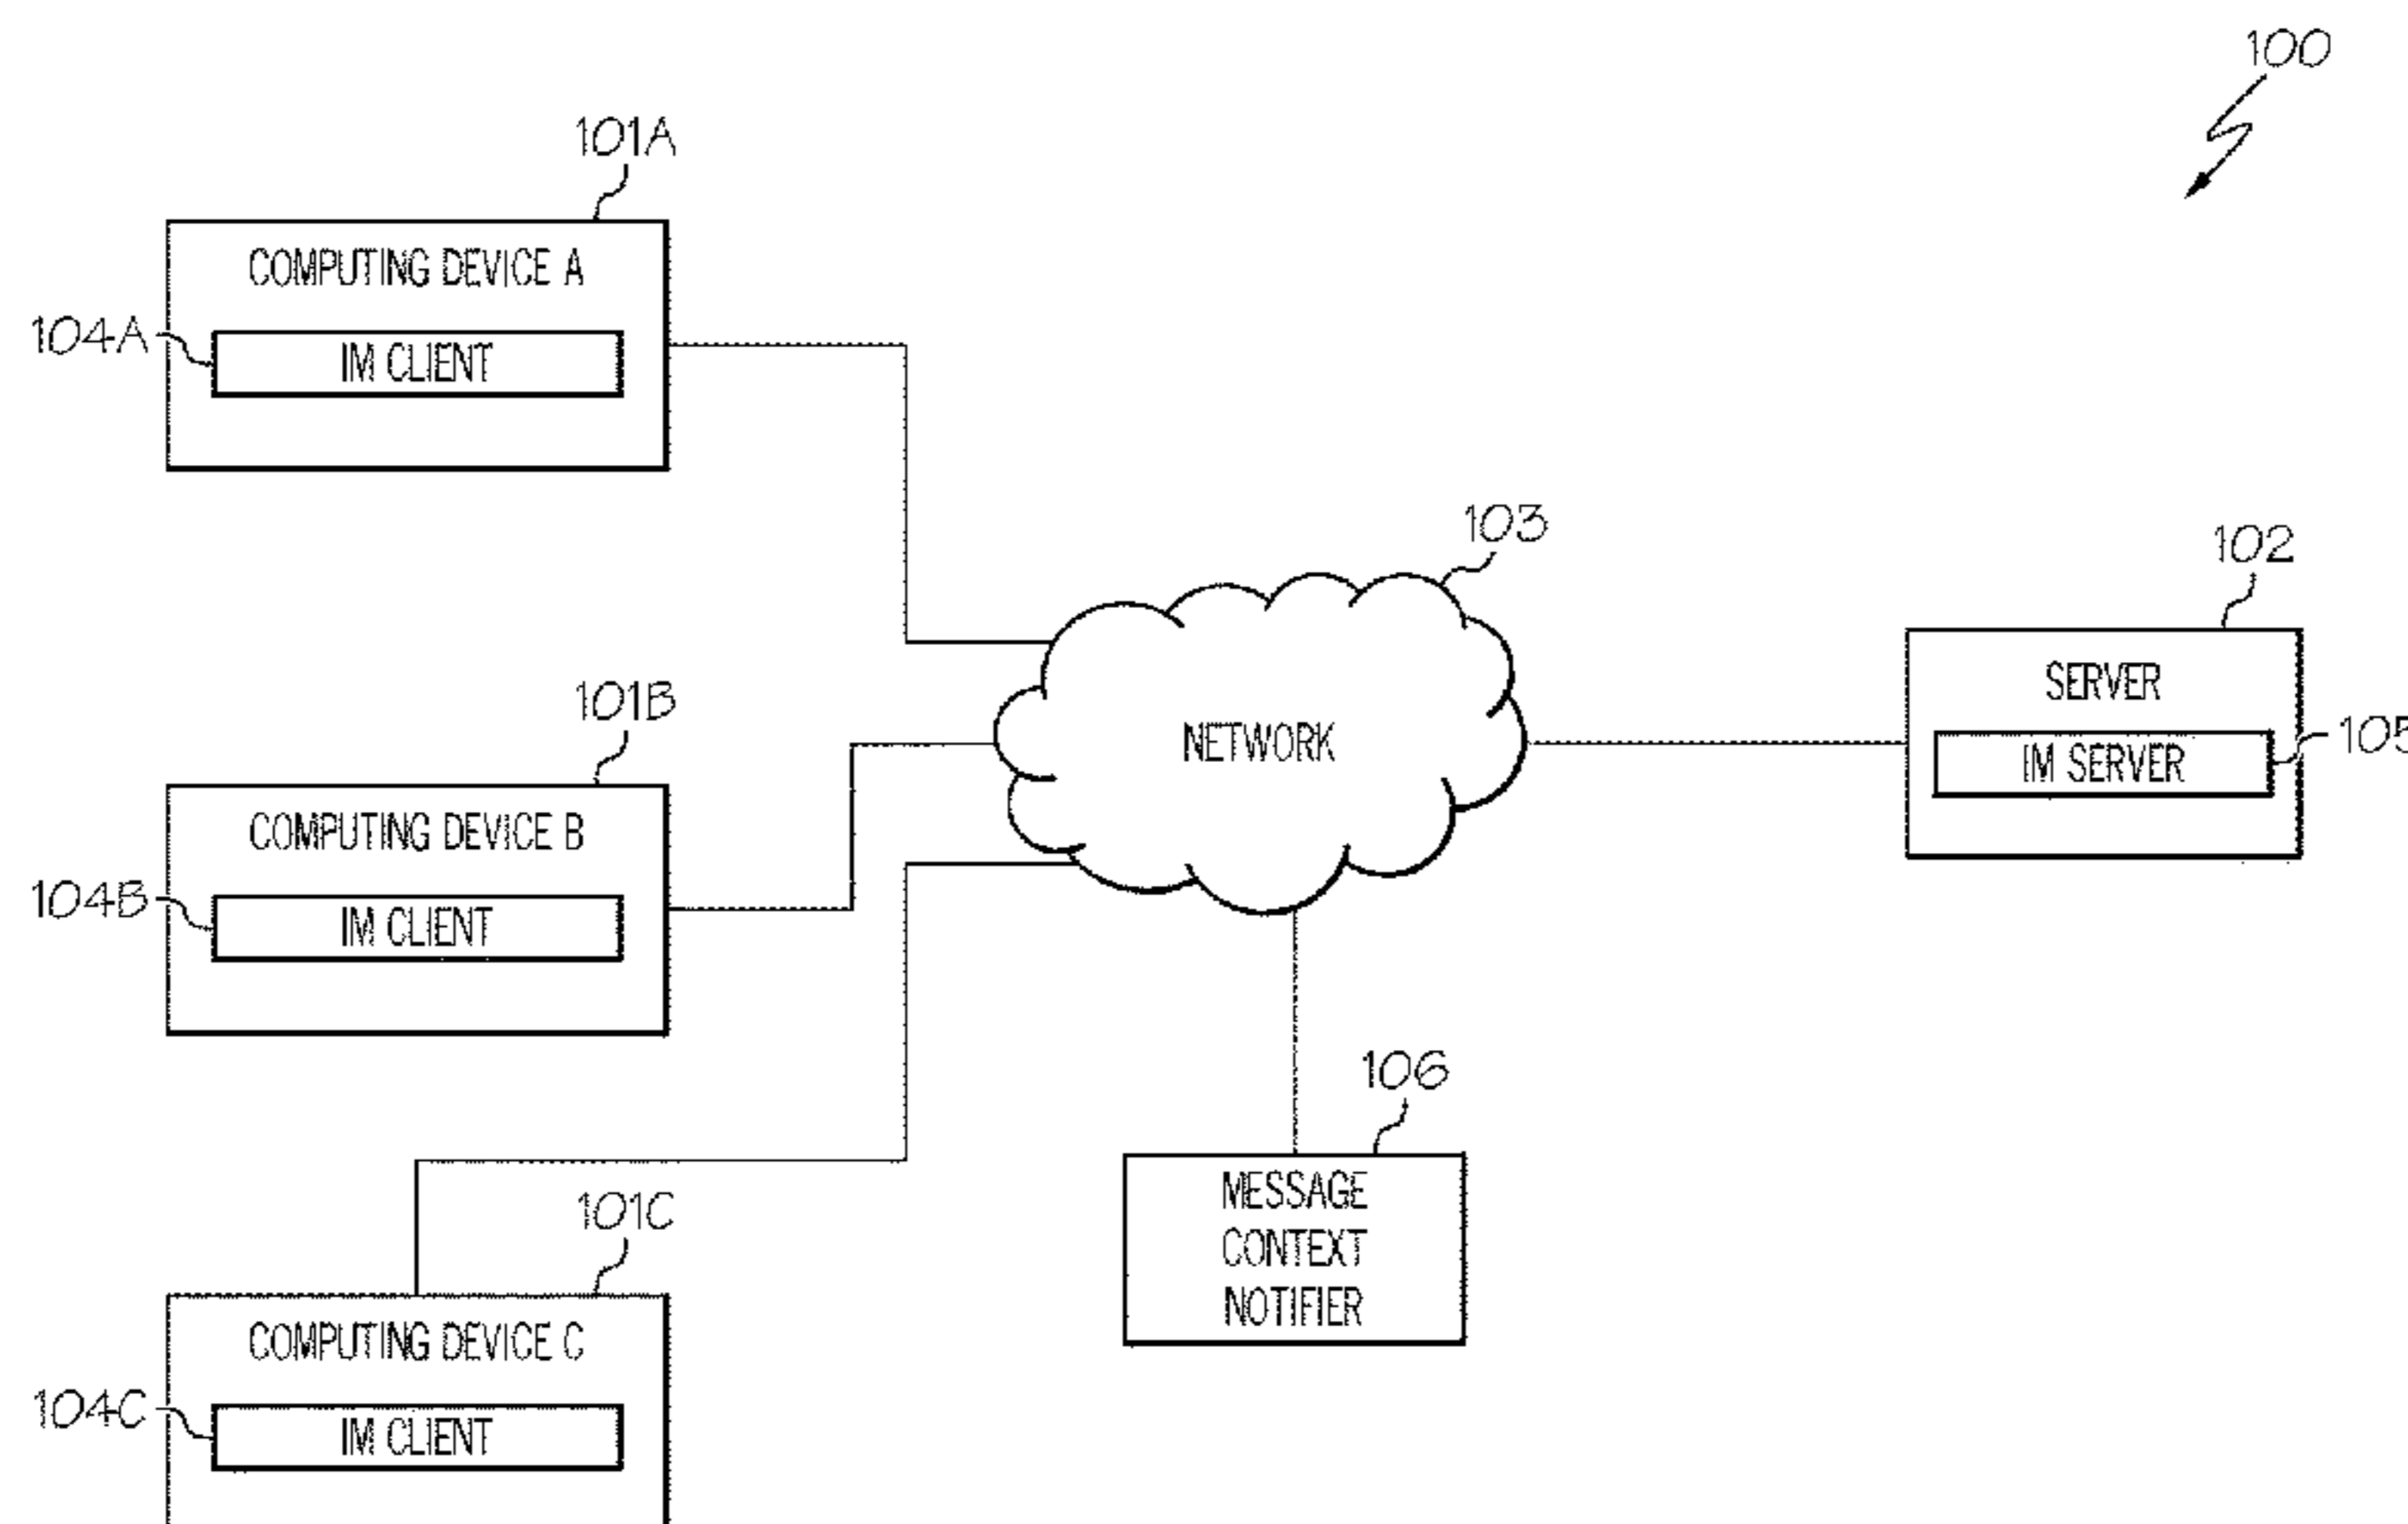 100
101A
COMPUTING DEVICE A
104A
IM CLIENT
103
102
SERVER
101B
NETWORK
105
IM SERVER
COMPUTING DEVICE B
104B
IM CLIENT
106
MESSAGE
CONTEXT
NOTIFIER
101C
COMPUTING DEVICE C
104C
IM CLIENT